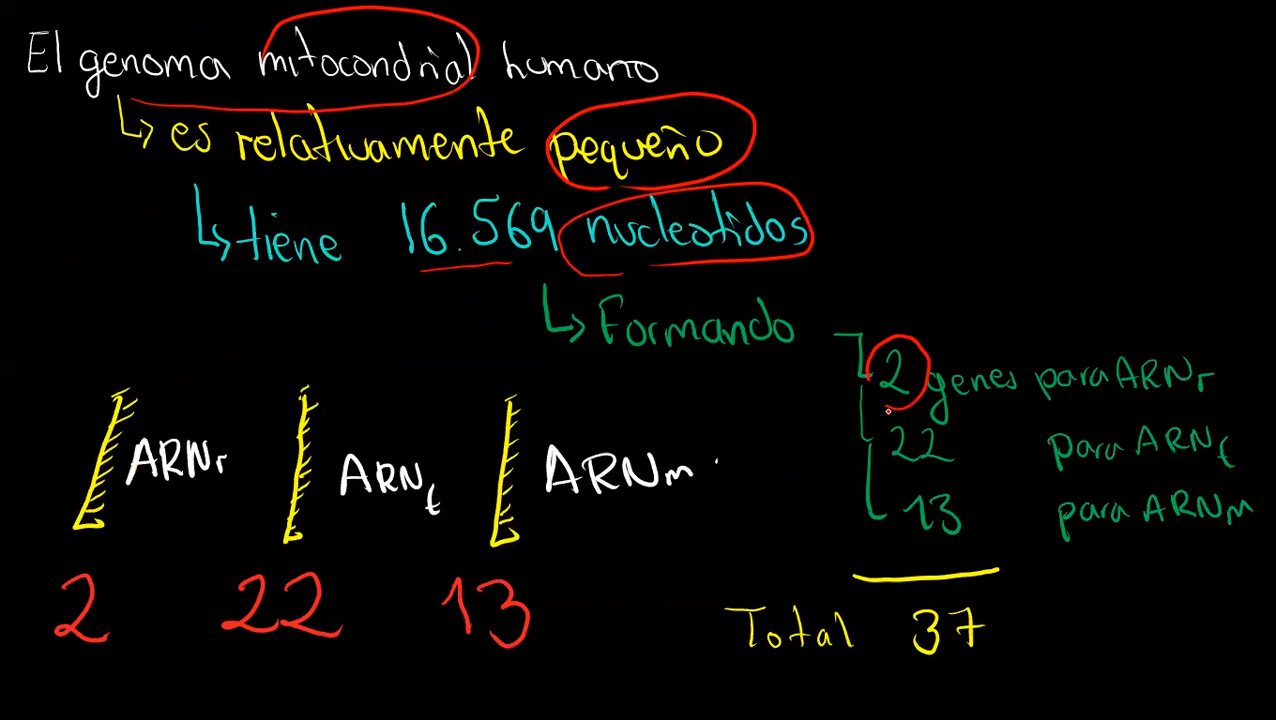 El genoma mitocondrial humano
es relativamente pequeño
tiene 16.569 nucleotidos
Formando
2 genes para ARNr
22 para ARNt
13 para ARNm
ARNr ARNt ARNm
2 22 13
Total 37